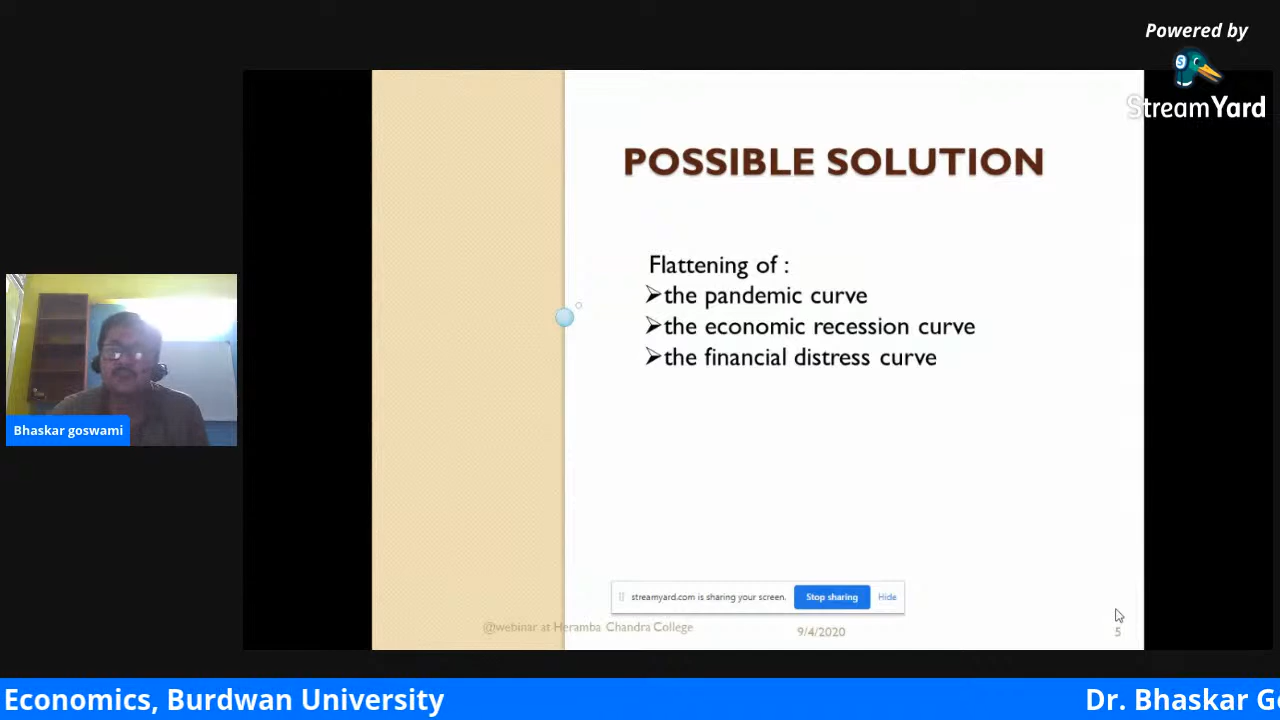 Powered by
StreamYard
POSSIBLE SOLUTION
Flattening of :
➢the pandemic curve
➢the economic recession curve
➢the financial distress curve
Bhaskar goswami
streamyard.com is sharing your screen.
Stop sharing
Hide
@webinar at Heramba Chandra College
9/4/2020
5
Economics, Burdwan University
Dr. Bhaskar